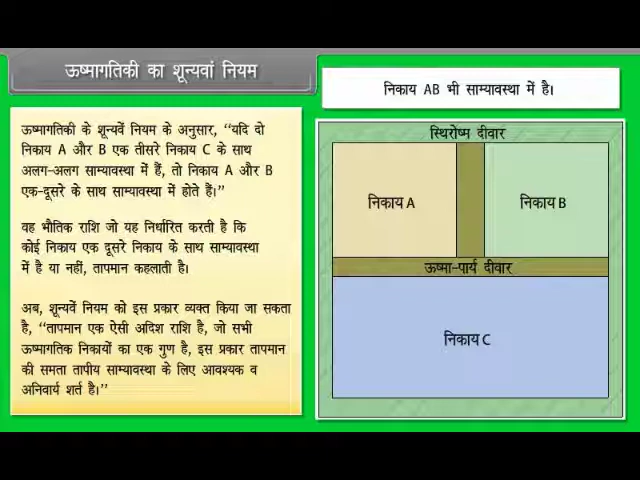 ऊष्मागतिकी का शून्यवां नियम
निकाय AB भी साम्यावस्था में है।
ऊष्मागतिकी के शून्यवें नियम के अनुसार, ‘‘यदि दो
निकाय A और B एक तीसरे निकाय C के साथ
अलग-अलग साम्यावस्था में हैं, तो निकाय A और B
एक-दूसरे के साथ साम्यावस्था में होते हैं।’’
वह भौतिक राशि जो यह निर्धारित करती है कि
कोई निकाय एक दूसरे निकाय के साथ साम्यावस्था
में है या नहीं, तापमान कहलाती है।
अब, शून्यवें नियम को इस प्रकार व्यक्त किया जा सकता
है, ‘‘तापमान एक ऐसी अदिश राशि है, जो सभी
ऊष्मागतिक निकायों का एक गुण है, इस प्रकार तापमान
की समता तापीय साम्यावस्था के लिए आवश्यक व
अनिवार्य शर्त है।’’
स्थिरोष्म दीवार
निकाय A
निकाय B
ऊष्मा-पार्य दीवार
निकाय C